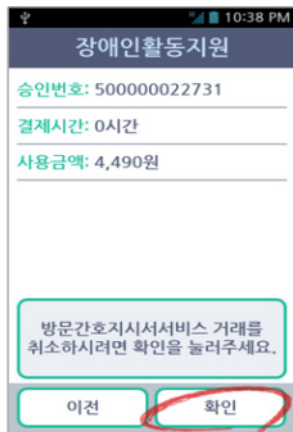 10:38 PM
장애인활동지원
승인번호: 500000022731
결제시간: 0시간
사용금액: 4,490원
방문간호지시서서비스 거래를
취소하시려면 확인을 눌러주세요.
이전 확인